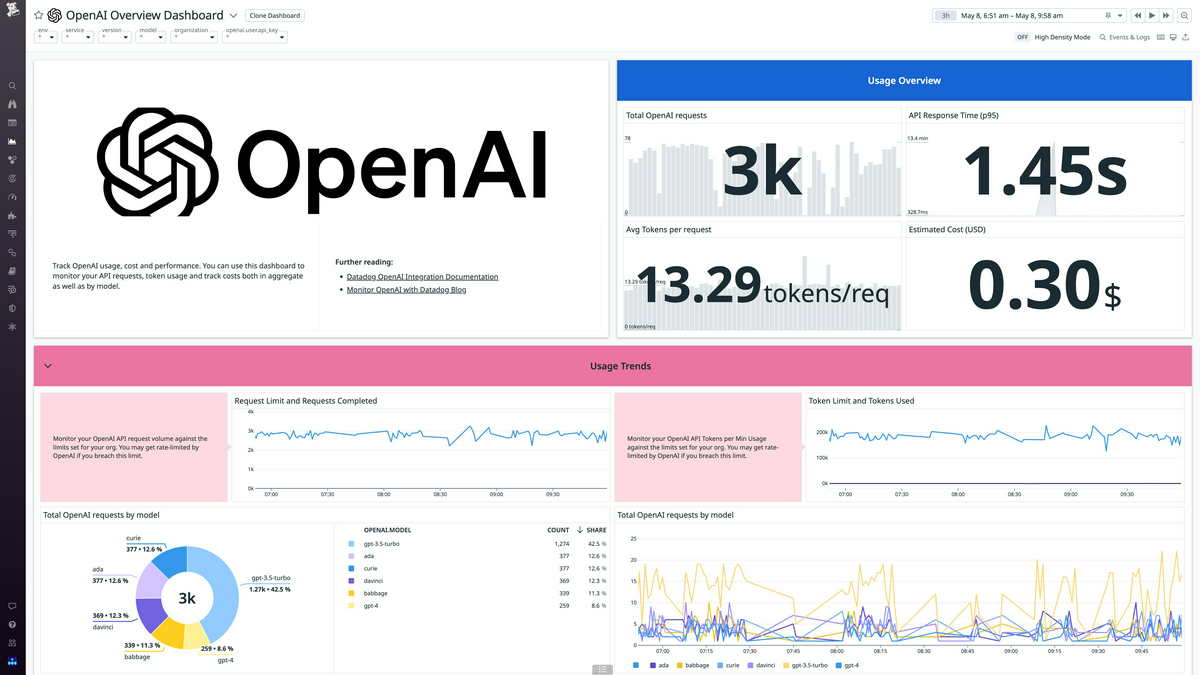 OpenAI Overview Dashboard
Clone Dashboard
3h May 8, 6:51 am – May 8, 9:58 am
env
*
service
*
version
*
model
*
organization
*
openai.user.api_key
*
OFF High Density Mode
Events & Logs
OpenAI
Track OpenAI usage, cost and performance. You can use this dashboard to
monitor your API requests, token usage and track costs both in aggregate
as well as by model.
Further reading:
• Datadog OpenAI Integration Documentation
• Monitor OpenAI with Datadog Blog
Usage Overview
Total OpenAI requests
78
3k
0
API Response Time (p95)
13.4 min
1.45s
328.7ms
Avg Tokens per request
13.29 tokens/req
13.29 tokens/req
0 tokens/req
Estimated Cost (USD)
0.30$
Usage Trends
Monitor your OpenAI API request volume against the
limits set for your org. You may get rate-limited by
OpenAI if you breach this limit.
Request Limit and Requests Completed
4k
3k
2k
1k
0k
07:00 07:30 08:00 08:30 09:00 09:30
Monitor your OpenAI API Tokens per Min Usage
against the limits set for your org. You may get rate-
limited by OpenAI if you breach this limit.
Token Limit and Tokens Used
200k
100k
0k
07:00 07:30 08:00 08:30 09:00 09:30
Total OpenAI requests by model
curie
377 • 12.6 %
ada
377 • 12.6 %
gpt-3.5-turbo
1.27k • 42.5 %
3k
369 • 12.3 %
davinci
339 • 11.3 %
babbage
259 • 8.6 %
gpt-4
OPENAI.MODEL COUNT SHARE
gpt-3.5-turbo 1,274 42.5 %
ada 377 12.6 %
curie 377 12.6 %
davinci 369 12.3 %
babbage 339 11.3 %
gpt-4 259 8.6 %
Total OpenAI requests by model
25
20
15
10
5
0
07:00 07:15 07:30 07:45 08:00 08:15 08:30 08:45 09:00 09:15 09:30 09:45
ada babbage curie davinci gpt-3.5-turbo gpt-4